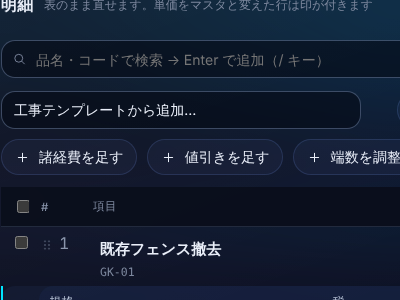 明細 表のまま直せます。単価をマスタと変えた行は印が付きます
品名・コードで検索 → Enter で追加（/ キー）
工事テンプレートから追加...
+ 諸経費を足す + 値引きを足す + 端数を調整
# 項目
1 既存フェンス撤去
GK-01